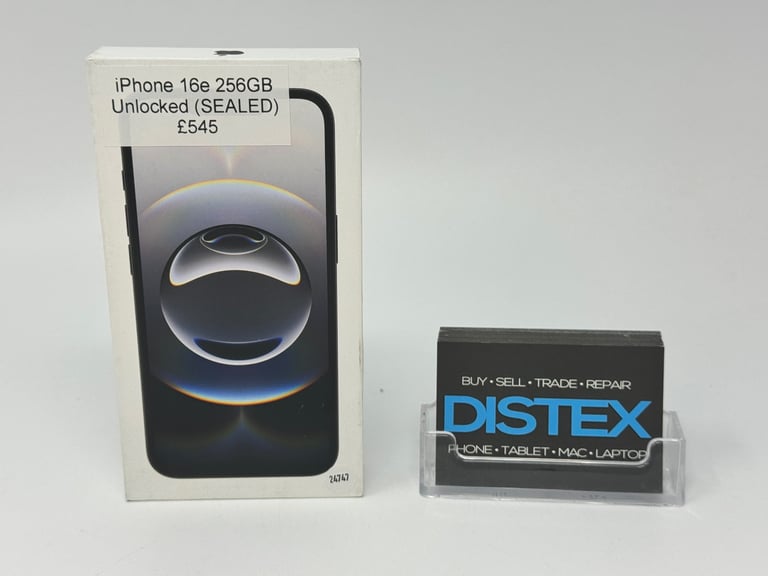 iPhone 16e 256GB
Unlocked (SEALED)
£545
24747
BUY • SELL • TRADE • REPAIR
DISTEX
PHONE • TABLET • MAC • LAPTOP